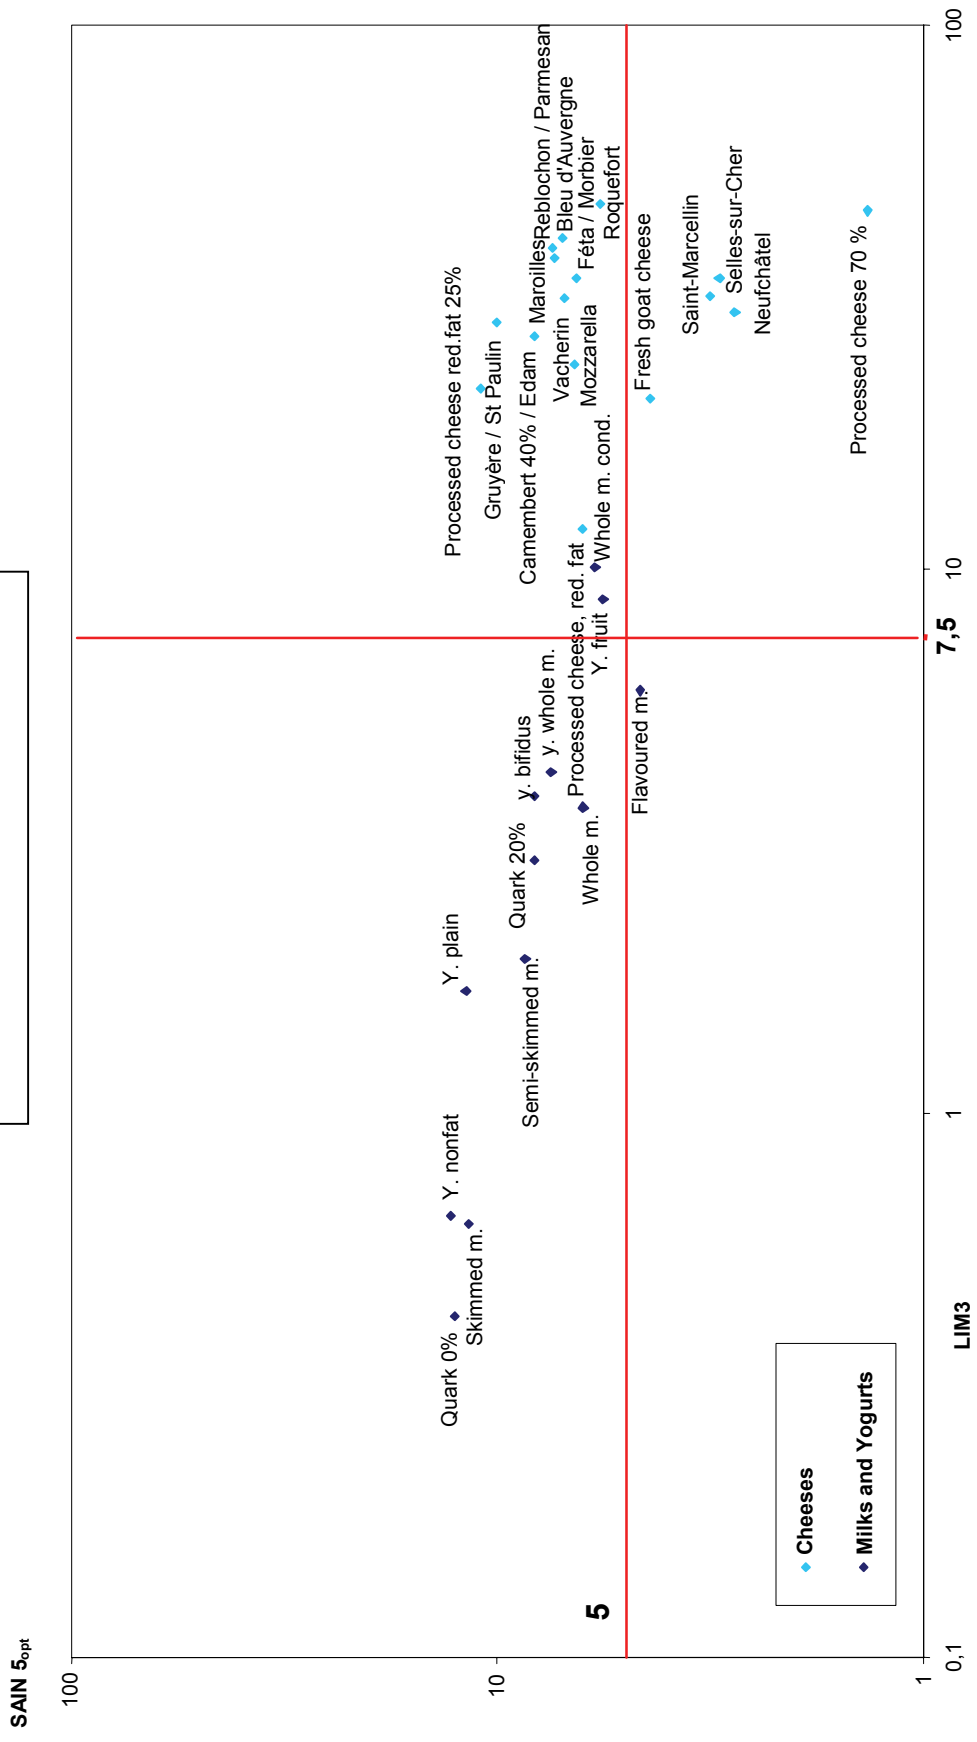 SAIN 5opt
100
10
1
0,1
1
10
100
LIM3
5
7,5
Processed cheese red.fat 25%
Gruyère / St Paulin
Camembert 40% / Edam
Maroilles
Reblochon / Parmesan
Bleu d'Auvergne
Vacherin
Féta / Morbier
Mozzarella
Roquefort
Whole m. cond.
Fresh goat cheese
Saint-Marcellin
Selles-sur-Cher
Neufchâtel
Processed cheese 70 %
Processed cheese, red. fat
Y. fruit
y. whole m.
y. bifidus
Flavoured m.
Whole m.
Quark 20%
Y. plain
Semi-skimmed m.
Y. nonfat
Skimmed m.
Quark 0%
Cheeses
Milks and Yogurts